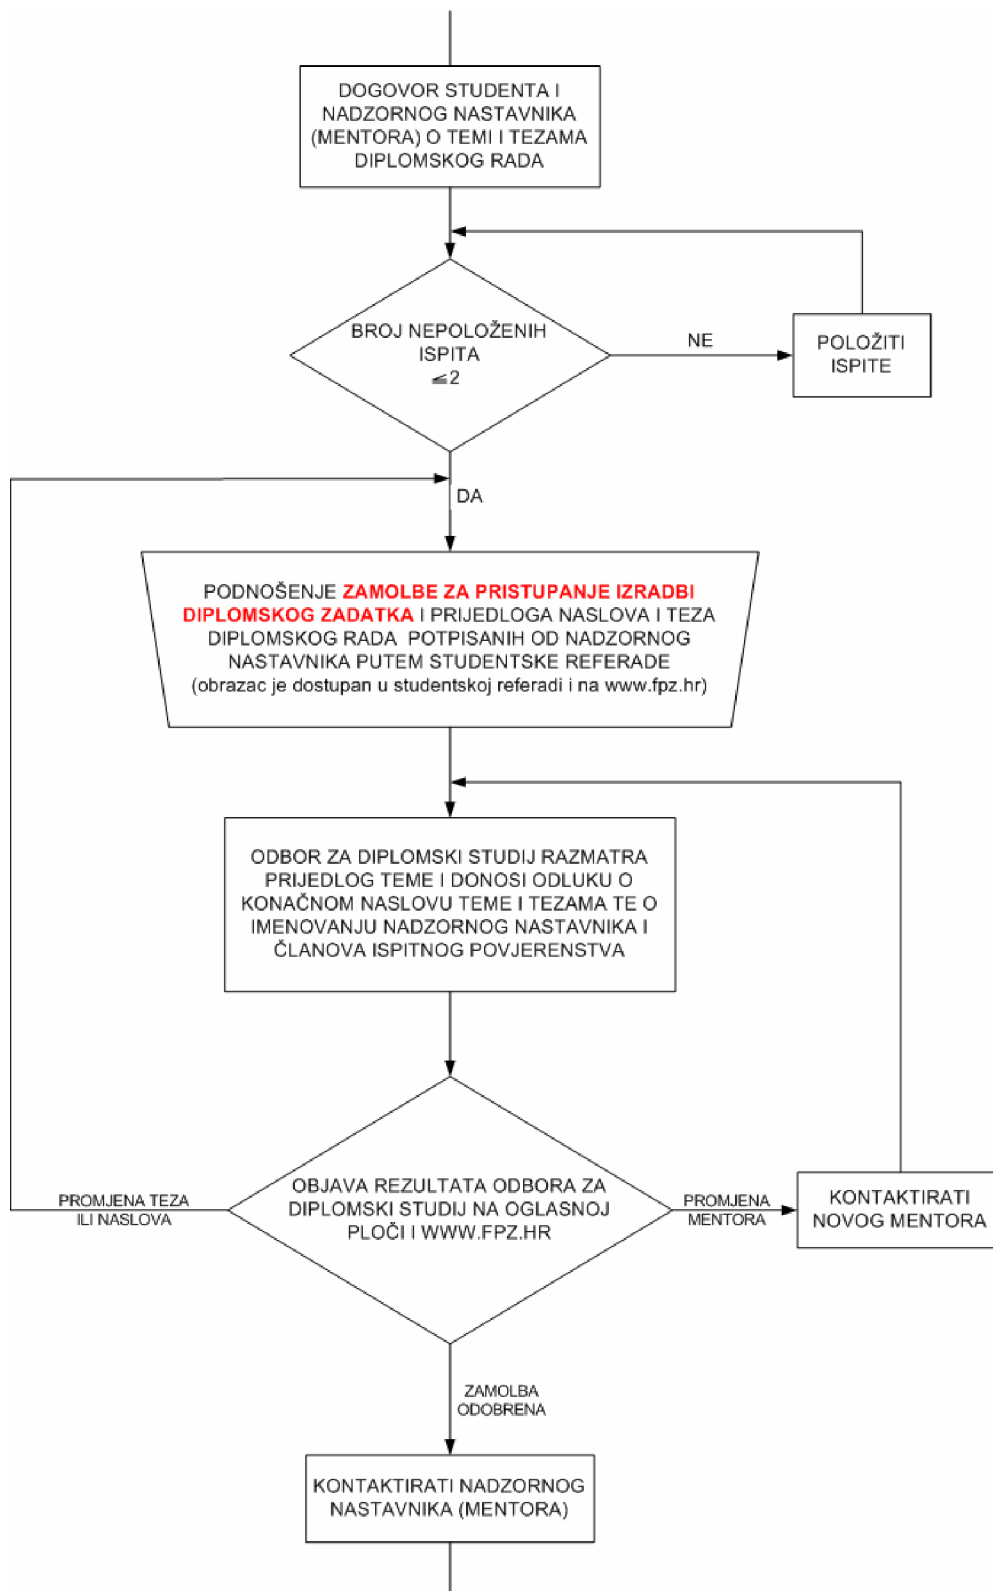 DOGOVOR STUDENTA I
NADZORNOG NASTAVNIKA
(MENTORA) O TEMI I TEZAMA
DIPLOMSKOG RADA
BROJ NEPOLOŽENIH
ISPITA
≦2
NE
POLOŽITI
ISPITE
DA
PODNOŠENJE ZAMOLBE ZA PRISTUPANJE IZRADBI
DIPLOMSKOG ZADATKA I PRIJEDLOGA NASLOVA I TEZA
DIPLOMSKOG RADA POTPISANIH OD NADZORNOG
NASTAVNIKA PUTEM STUDENTSKE REFERADE
(obrazac je dostupan u studentskoj referadi i na www.fpz.hr)
ODBOR ZA DIPLOMSKI STUDIJ RAZMATRA
PRIJEDLOG TEME I DONOSI ODLUKU O
KONAČNOM NASLOVU TEME I TEZAMA TE O
IMENOVANJU NADZORNOG NASTAVNIKA I
ČLANOVA ISPITNOG POVJERENSTVA
PROMJENA TEZA
ILI NASLOVA
OBJAVA REZULTATA ODBORA ZA
DIPLOMSKI STUDIJ NA OGLASNOJ
PLOČI I WWW.FPZ.HR
PROMJENA
MENTORA
KONTAKTIRATI
NOVOG MENTORA
ZAMOLBA
ODOBRENA
KONTAKTIRATI NADZORNOG
NASTAVNIKA (MENTORA)